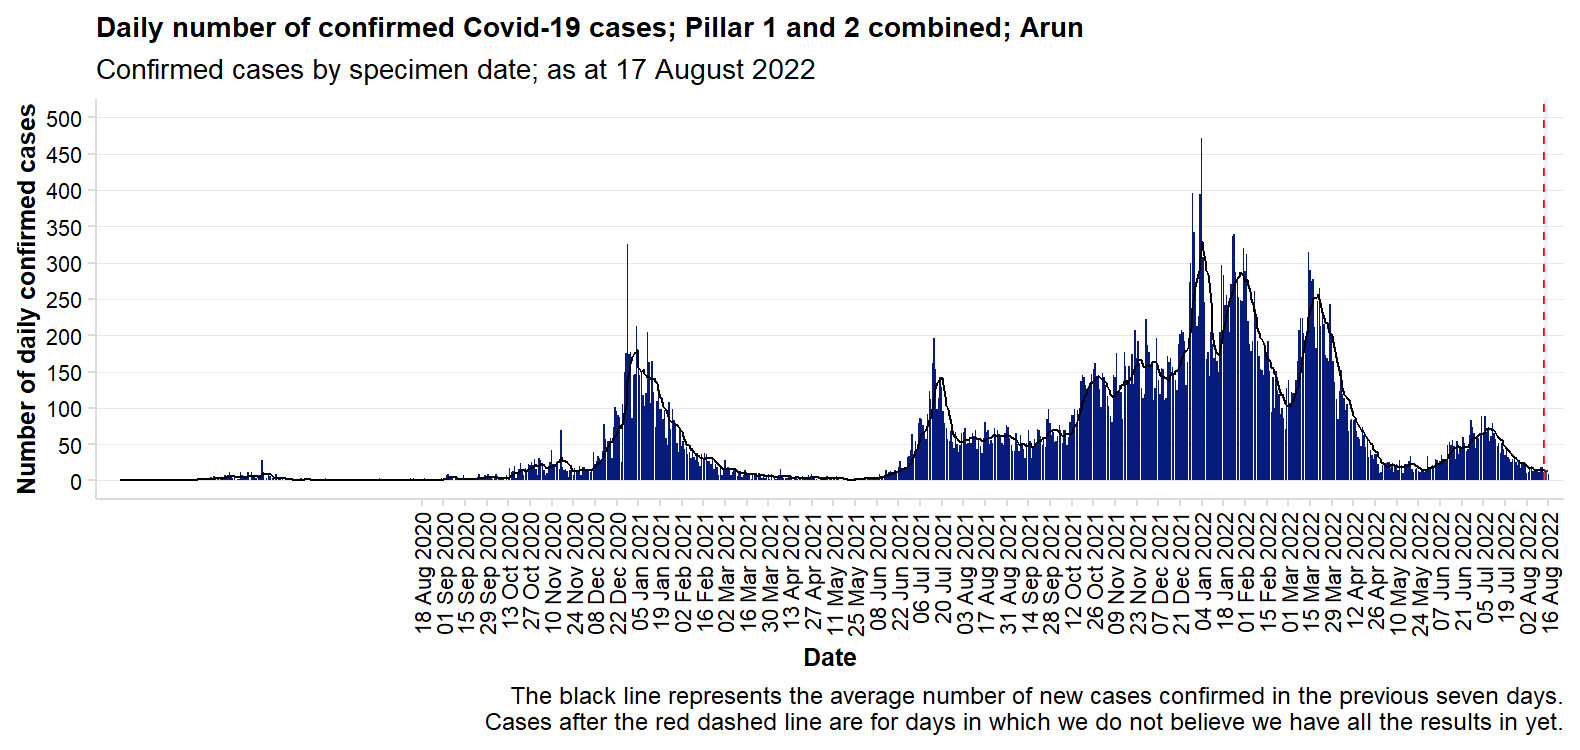 Daily number of confirmed Covid-19 cases; Pillar 1 and 2 combined; Arun
Confirmed cases by specimen date; as at 17 August 2022
Number of daily confirmed cases
500
450
400
350
300
250
200
150
100
50
0
18 Aug 2020
01 Sep 2020
15 Sep 2020
29 Sep 2020
13 Oct 2020
27 Oct 2020
10 Nov 2020
24 Nov 2020
08 Dec 2020
22 Dec 2020
05 Jan 2021
19 Jan 2021
02 Feb 2021
16 Feb 2021
02 Mar 2021
16 Mar 2021
30 Mar 2021
13 Apr 2021
27 Apr 2021
11 May 2021
25 May 2021
08 Jun 2021
22 Jun 2021
06 Jul 2021
20 Jul 2021
03 Aug 2021
17 Aug 2021
31 Aug 2021
14 Sep 2021
28 Sep 2021
12 Oct 2021
26 Oct 2021
09 Nov 2021
23 Nov 2021
07 Dec 2021
21 Dec 2021
04 Jan 2022
18 Jan 2022
01 Feb 2022
15 Feb 2022
01 Mar 2022
15 Mar 2022
29 Mar 2022
12 Apr 2022
26 Apr 2022
10 May 2022
24 May 2022
07 Jun 2022
21 Jun 2022
05 Jul 2022
19 Jul 2022
02 Aug 2022
16 Aug 2022
Date
The black line represents the average number of new cases confirmed in the previous seven days.
Cases after the red dashed line are for days in which we do not believe we have all the results in yet.